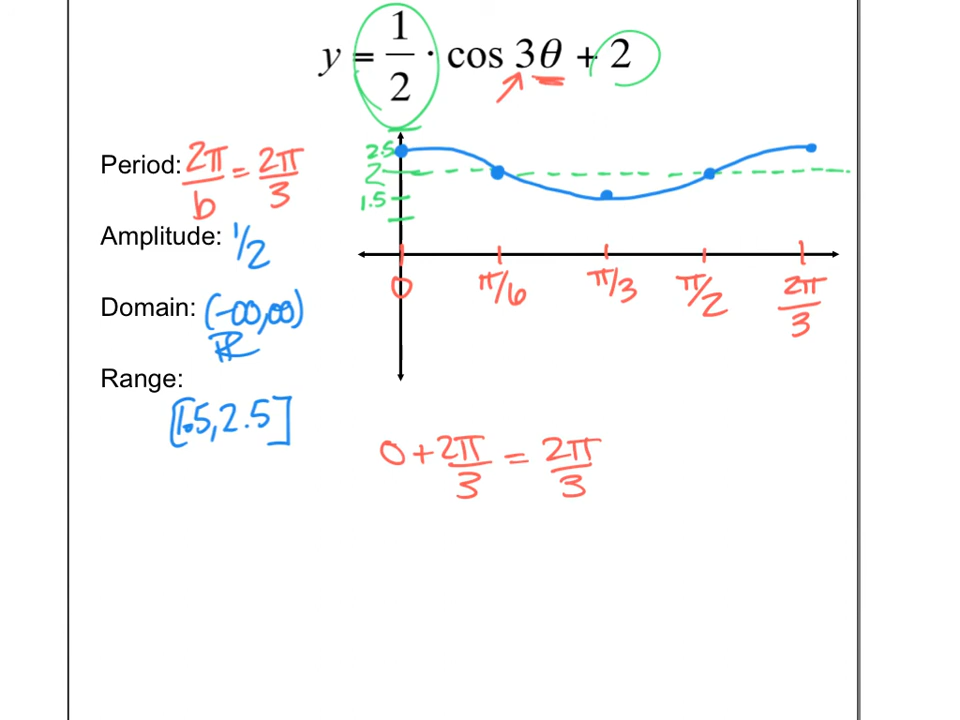 y = 1/2 · cos 3θ + 2
Period: 2π/b = 2π/3
Amplitude: 1/2
Domain: (-∞,∞)
ℝ
Range:
[1.5,2.5]
2.5
2
1.5
0 π/6 π/3 π/2 2π/3
0 + 2π/3 = 2π/3